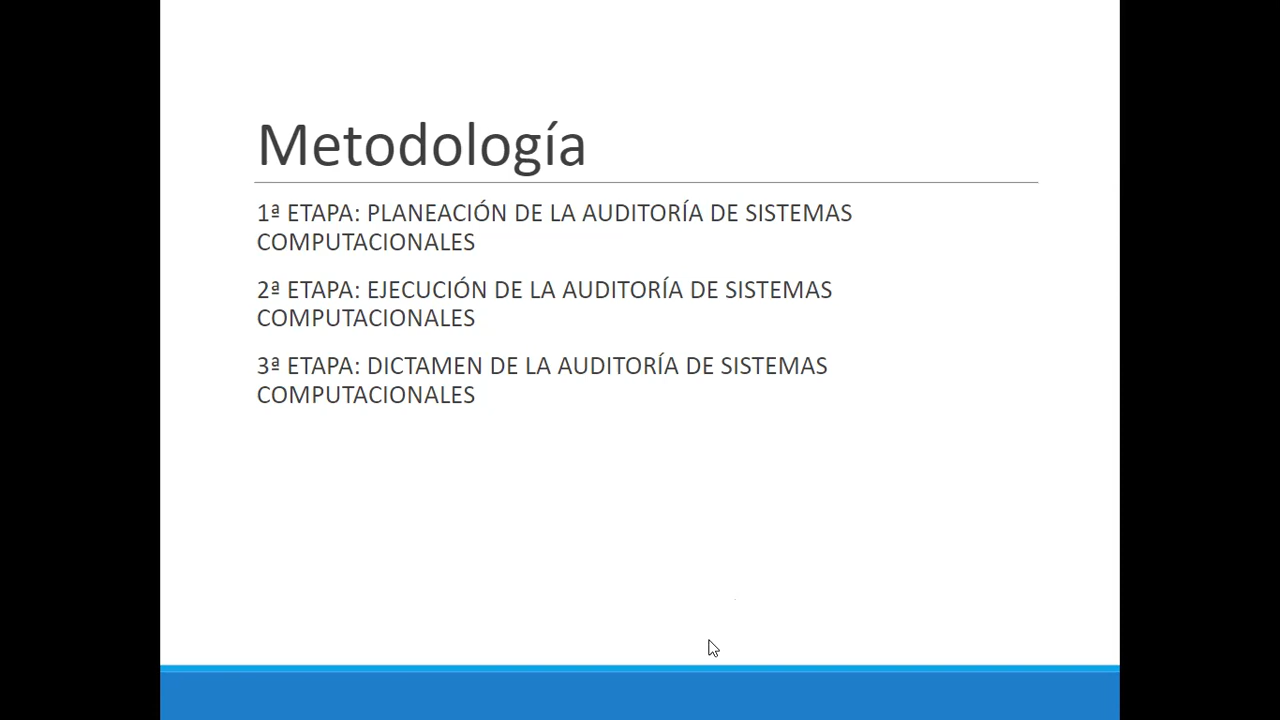 Metodología
1ª ETAPA: PLANEACIÓN DE LA AUDITORÍA DE SISTEMAS
COMPUTACIONALES
2ª ETAPA: EJECUCIÓN DE LA AUDITORÍA DE SISTEMAS
COMPUTACIONALES
3ª ETAPA: DICTAMEN DE LA AUDITORÍA DE SISTEMAS
COMPUTACIONALES